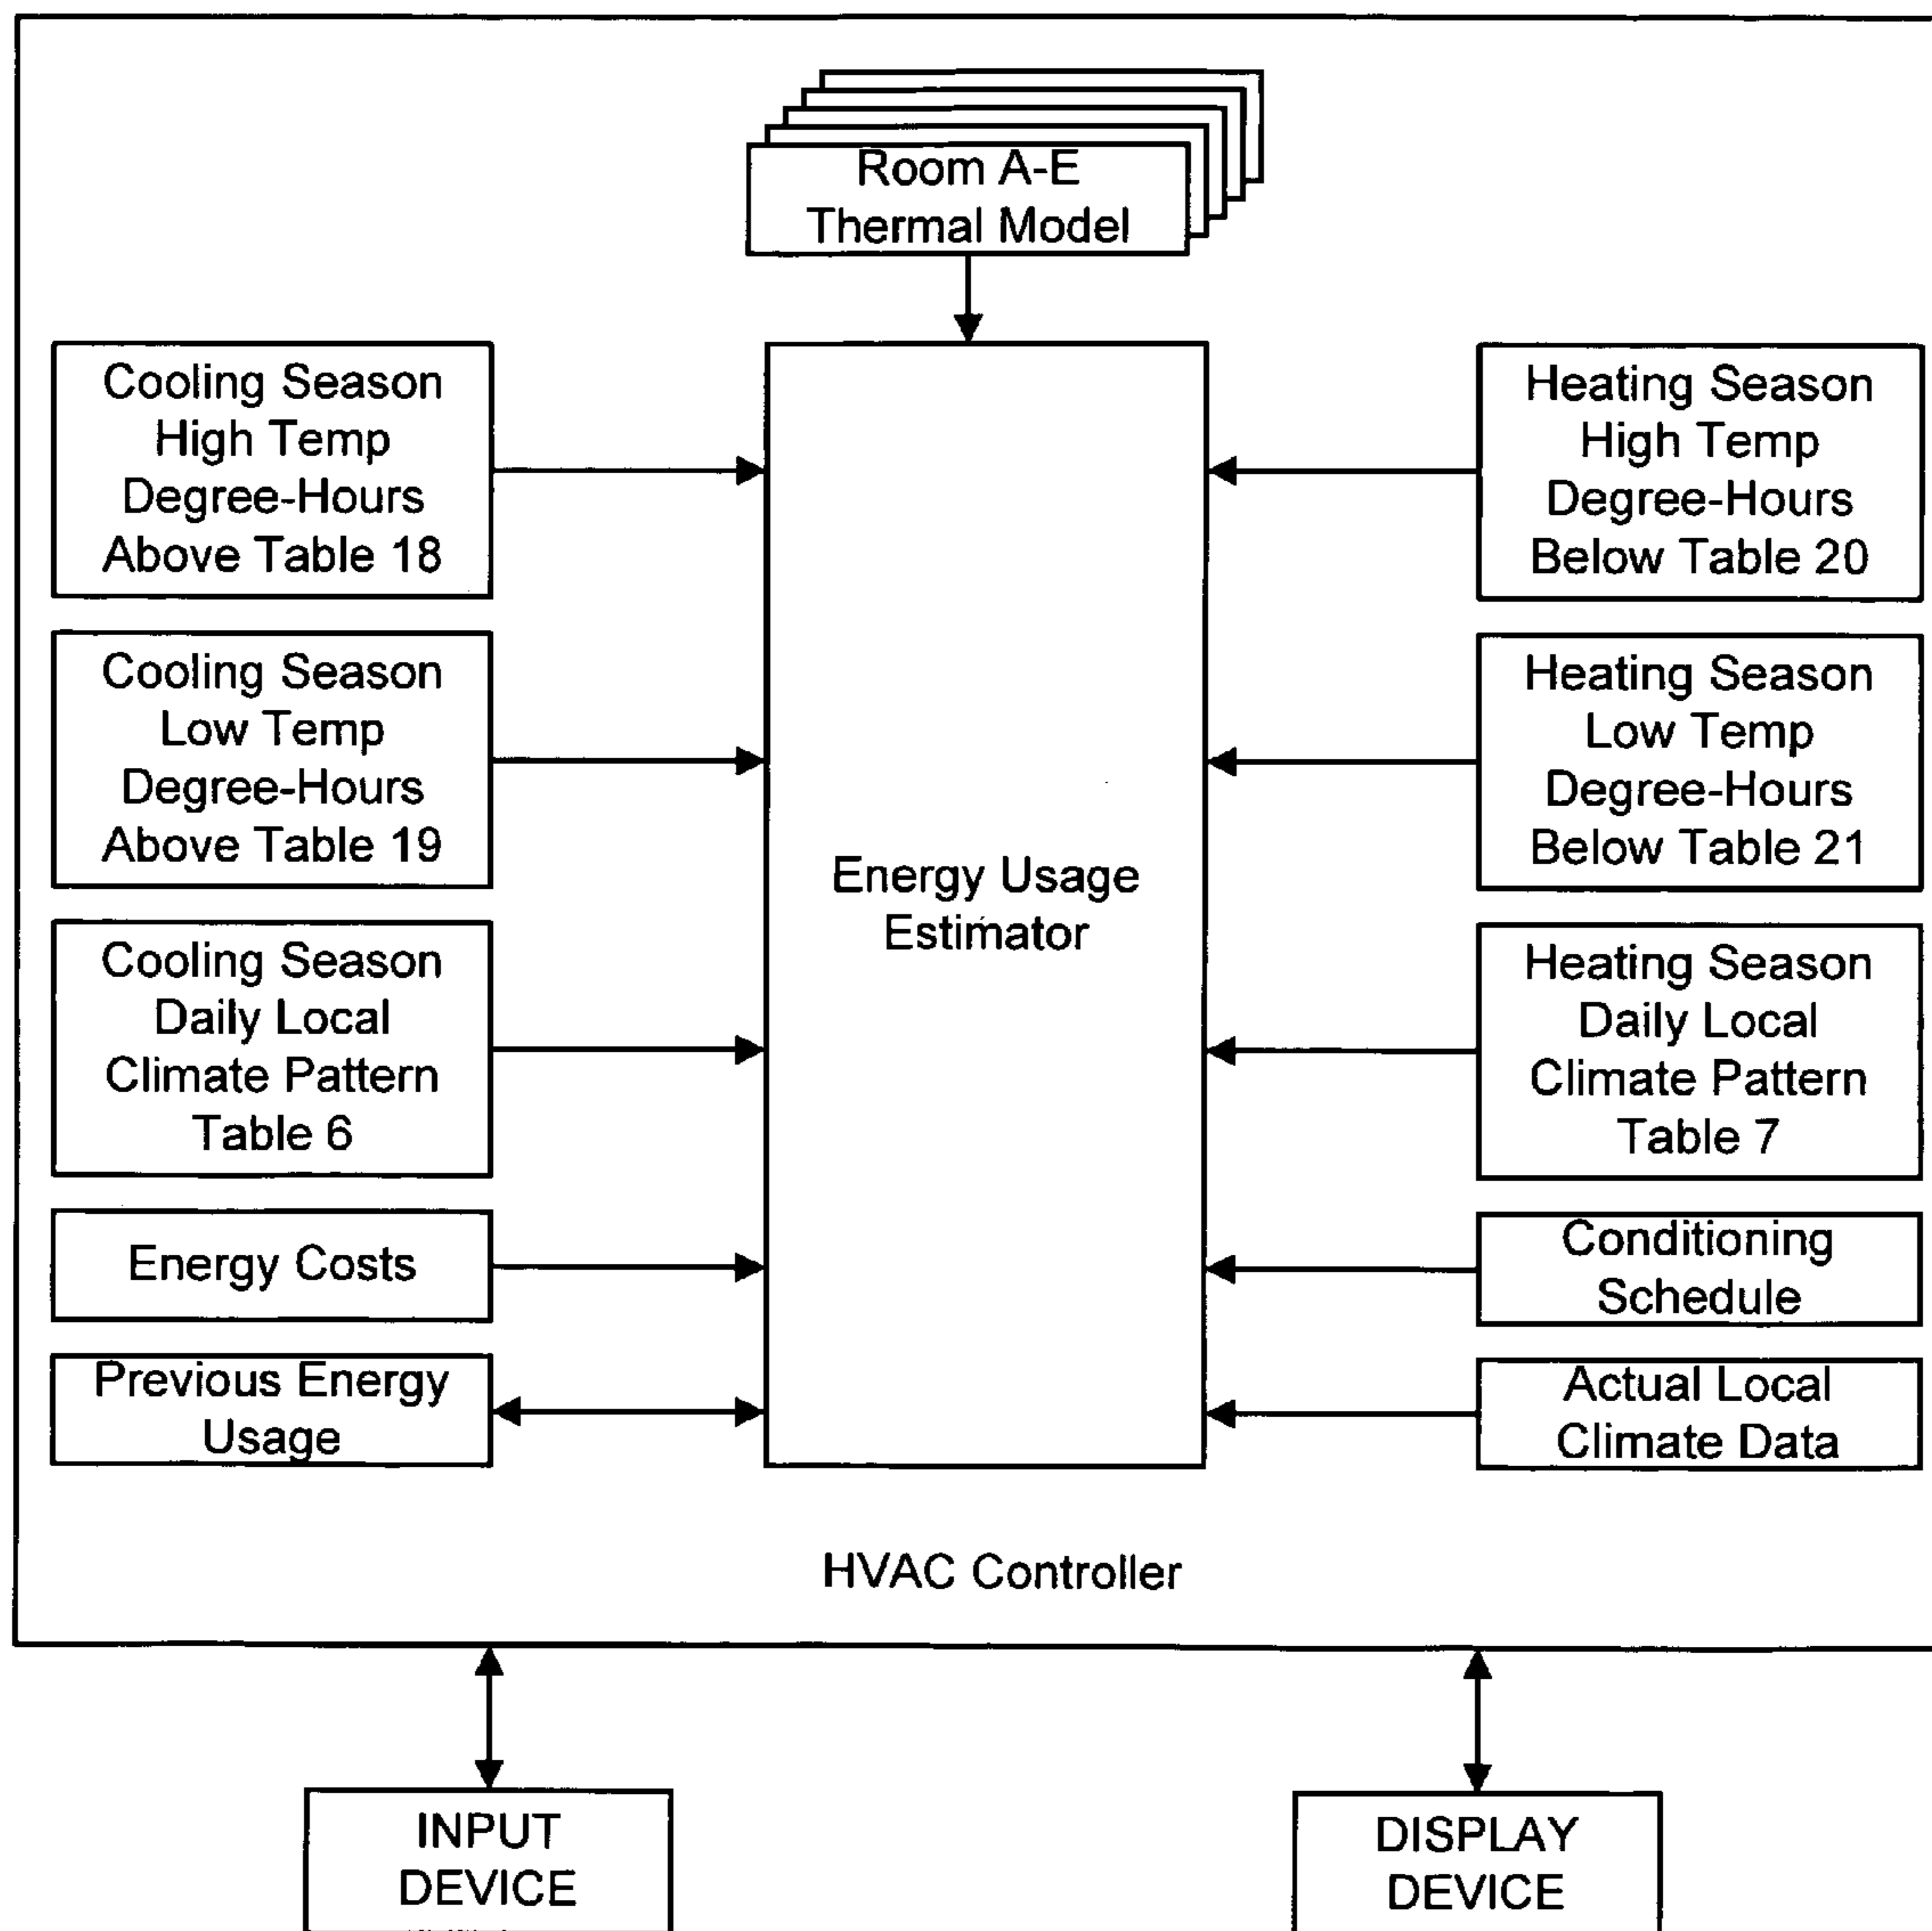 Room A-E
Thermal Model
Cooling Season
High Temp
Degree-Hours
Above Table 18
Cooling Season
Low Temp
Degree-Hours
Above Table 19
Cooling Season
Daily Local
Climate Pattern
Table 6
Energy Costs
Previous Energy
Usage
Energy Usage
Estimator
Heating Season
High Temp
Degree-Hours
Below Table 20
Heating Season
Low Temp
Degree-Hours
Below Table 21
Heating Season
Daily Local
Climate Pattern
Table 7
Conditioning
Schedule
Actual Local
Climate Data
HVAC Controller
INPUT
DEVICE
DISPLAY
DEVICE